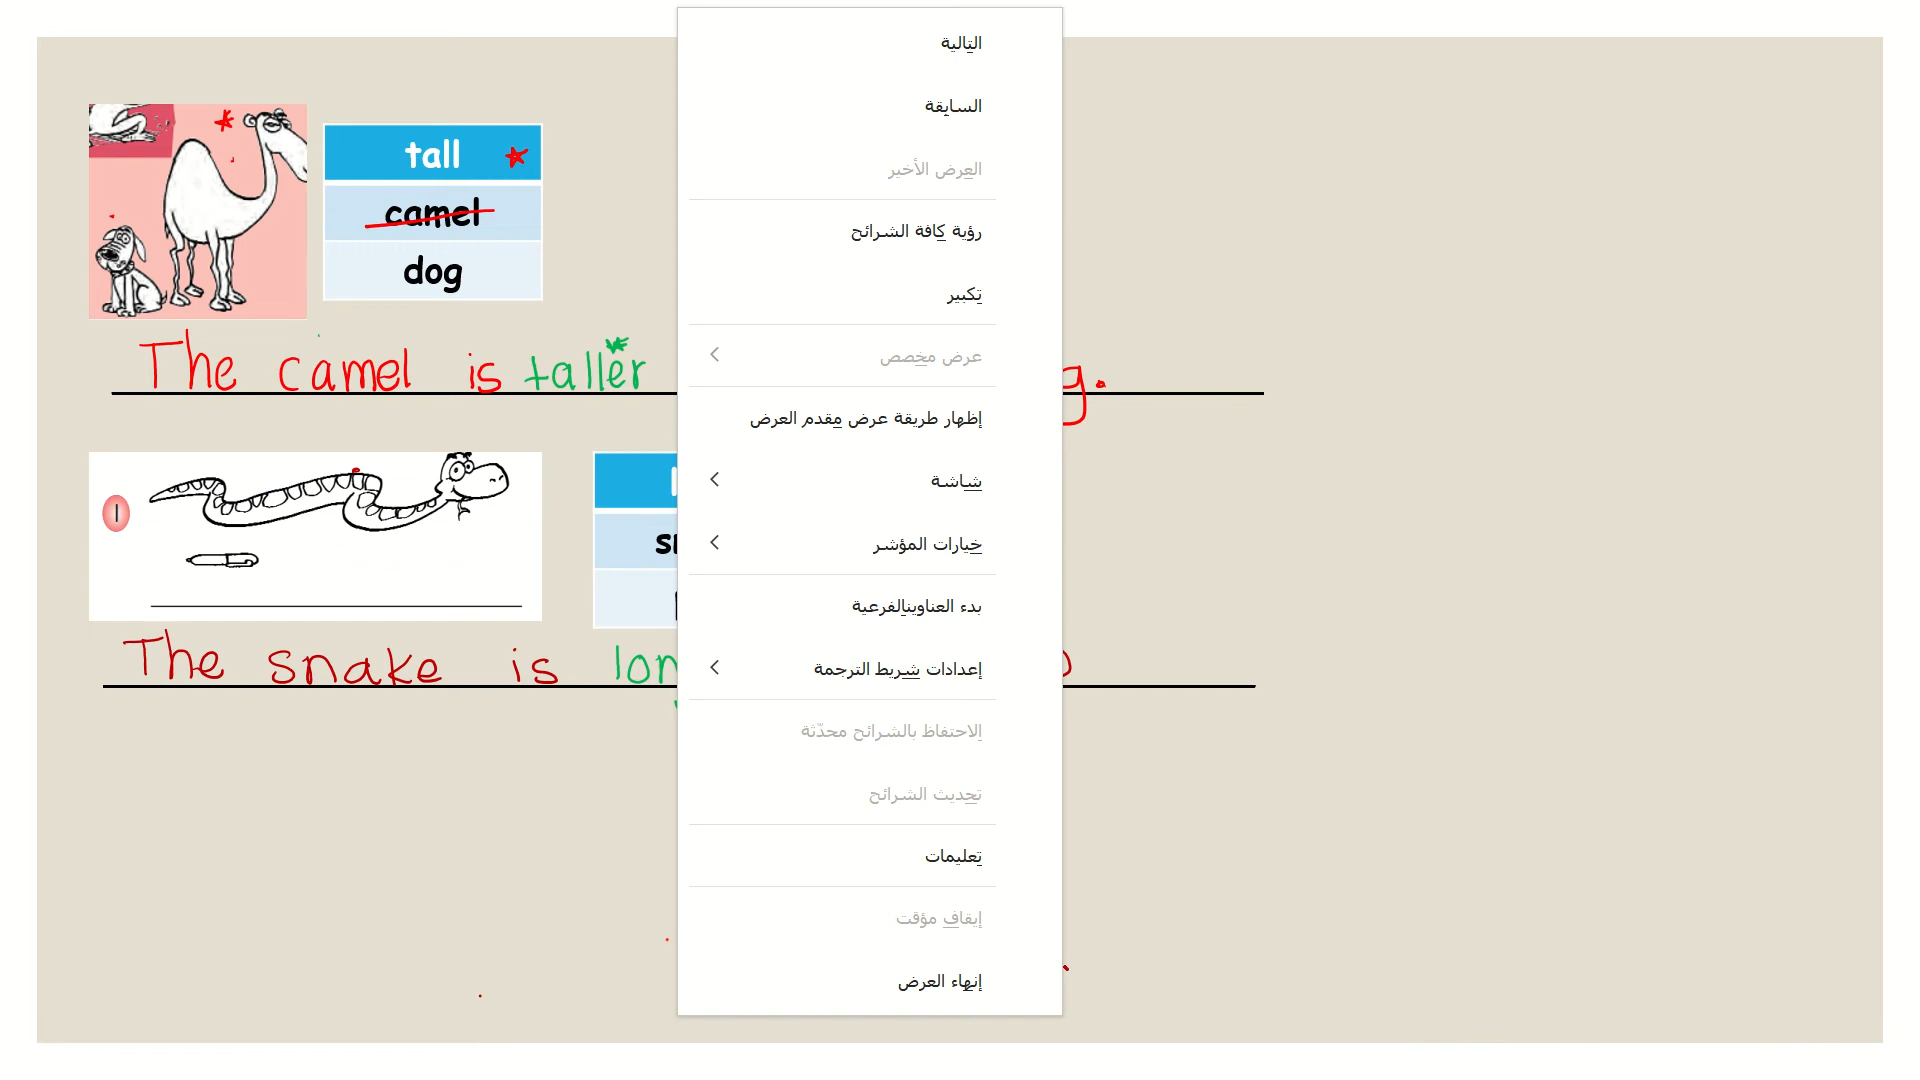 tall
camel
dog
The camel is taller g.
1
The snake is lon
التالية
السابقة
العرض الأخير
رؤية كافة الشرائح
تكبير
عرض مخصص
إظهار طريقة عرض مقدم العرض
شاشة
خيارات المؤشر
بدء العناوينالفرعية
إعدادات شريط الترجمة
الاحتفاظ بالشرائح محدّثة
تحديث الشرائح
تعليمات
إيقاف مؤقت
إنهاء العرض